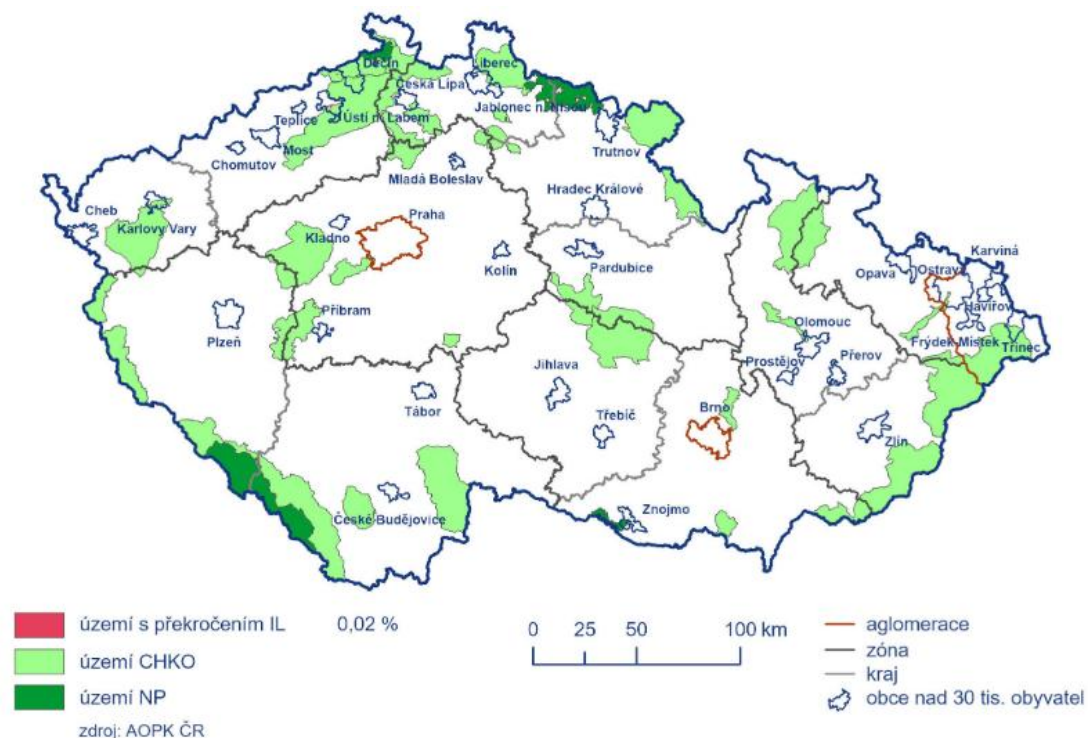 Děčín
Liberec
Česká Lípa
Jablonec n. Nisou
Teplice
Ústí n. Labem
Trutnov
Most
Chomutov
Mladá Boleslav
Hradec Králové
Cheb
Karlovy Vary
Praha
Kladno
Kolín
Pardubice
Karviná
Opava
Ostrava
Havířov
Příbram
Plzeň
Olomouc
Frýdek Místek
Třinec
Prostějov
Přerov
Jihlava
Tábor
Třebíč
Brno
Zlín
České Budějovice
Znojmo
území s překročením IL 0,02 %
území CHKO
území NP
zdroj: AOPK ČR
0 25 50 100 km
aglomerace
zóna
kraj
obce nad 30 tis. obyvatel